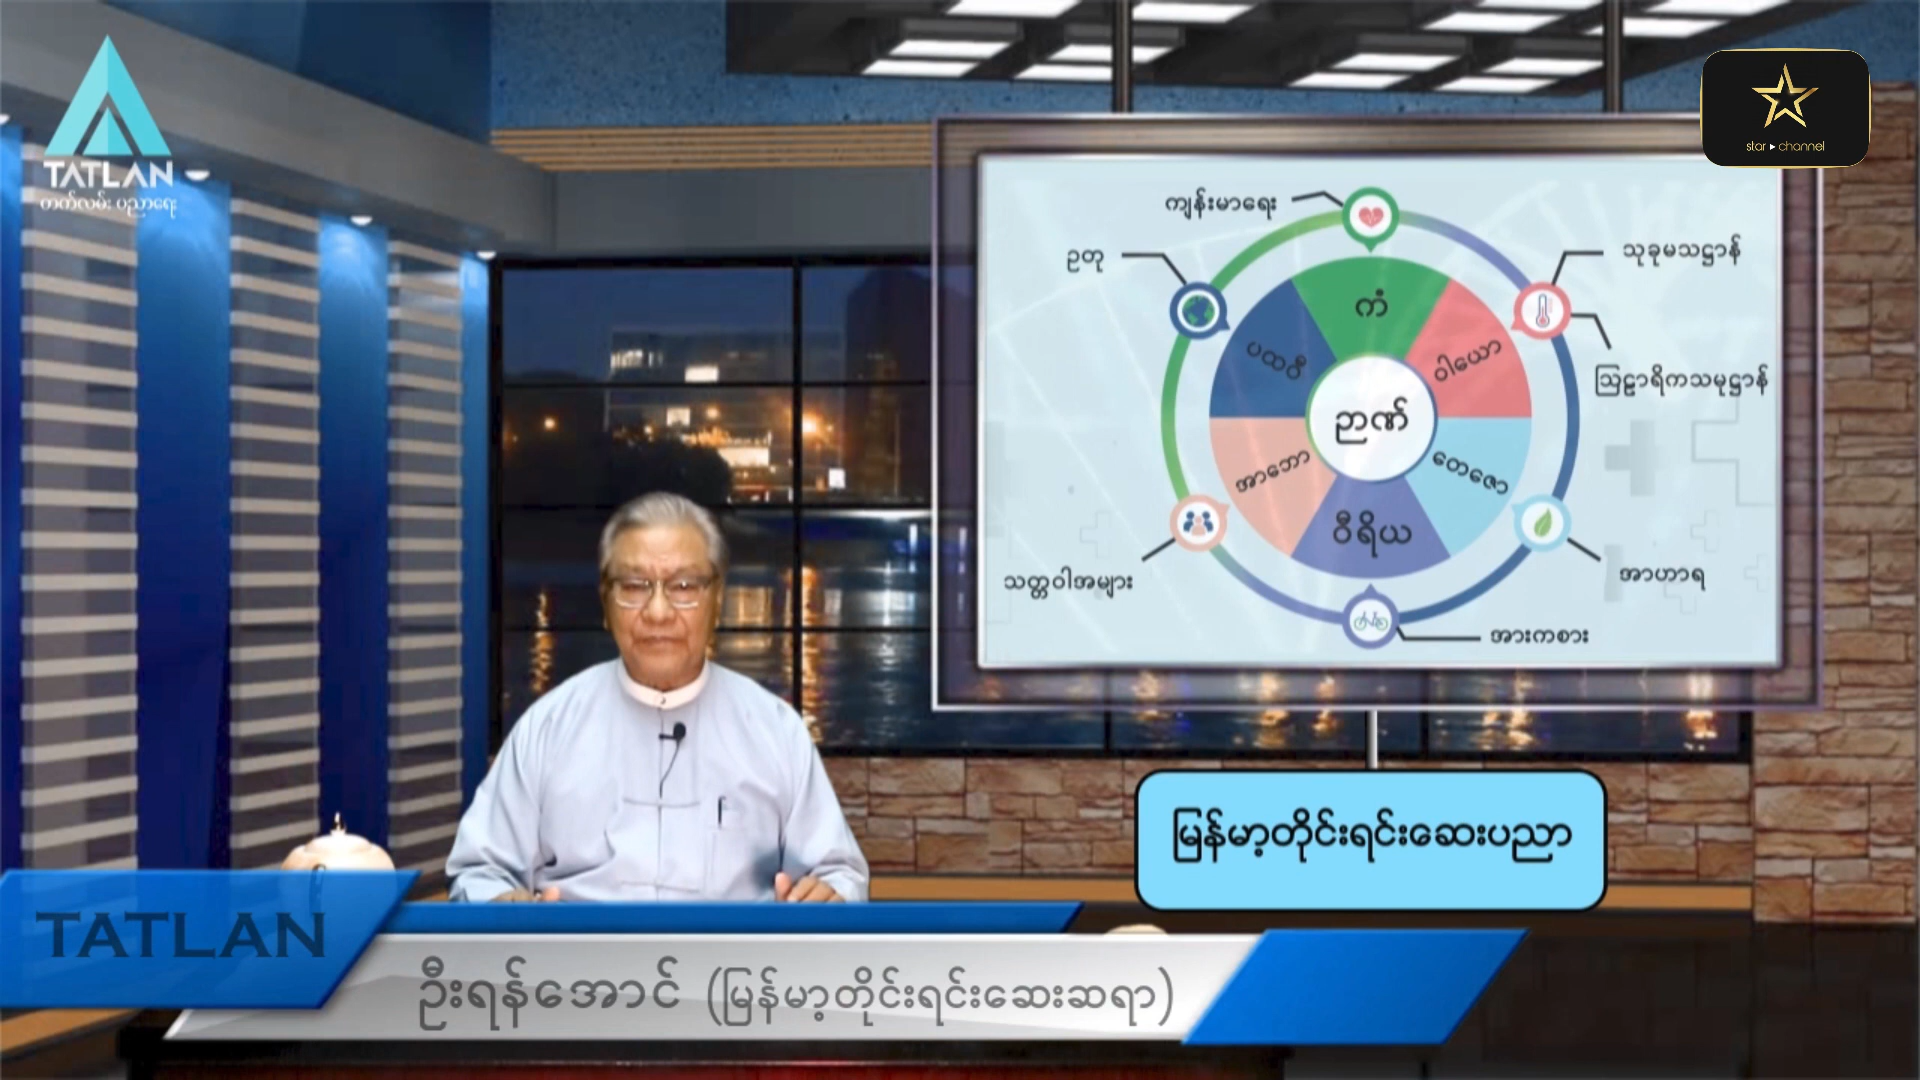 TATLAN
တက်လမ်း ပညာရေး
star channel
ကျန်းမာရေး
ဥတု
သုခုမသဋ္ဌာန်
ဩဠာရိကသမုဋ္ဌာန်
ကံ
ပထဝီ
ဝါယော
ဉာဏ်
အာဘော
တေဇော
ဝီရိယ
သတ္တဝါအများ
အာဟာရ
အားကစား
မြန်မာ့တိုင်းရင်းဆေးပညာ
TATLAN
ဦးရန်အောင် (မြန်မာ့တိုင်းရင်းဆေးဆရာ)